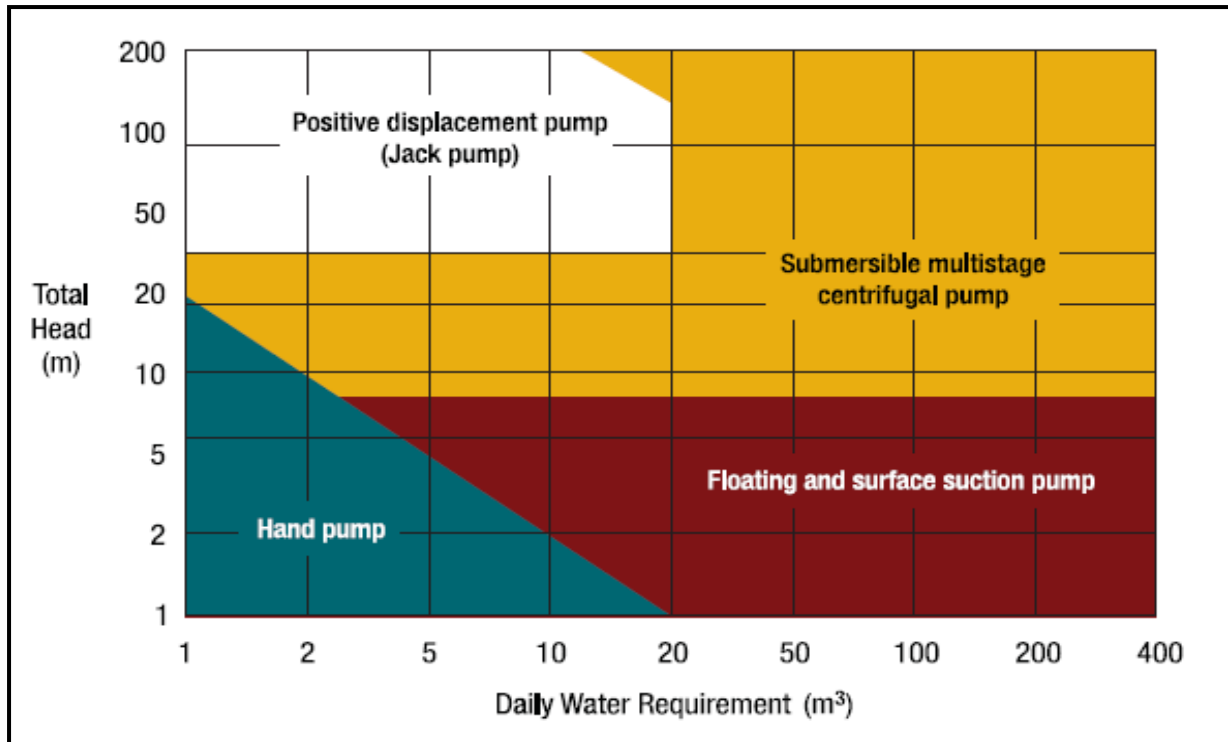 200
100
50
20
10
5
2
1
Total
Head
(m)
Positive displacement pump
(Jack pump)
Submersible multistage
centrifugal pump
Floating and surface suction pump
Hand pump
1 2 5 10 20 50 100 200 400
Daily Water Requirement (m³)